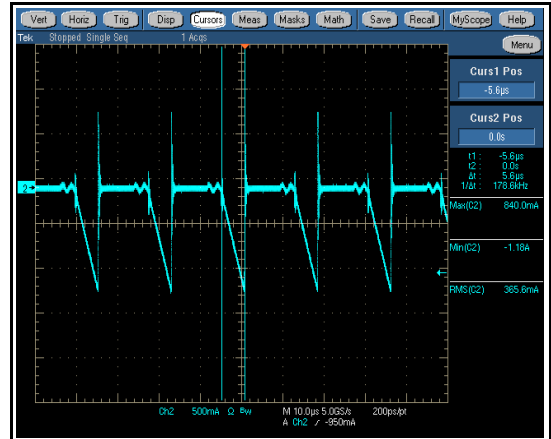 Vert Horiz Trig Disp Cursors Meas Masks Math Save Recall MyScope Help
Tek Stopped Single Seq 1 Acqs
Menu
Curs1 Pos
-5.6µs
Curs2 Pos
0.0s
t1 : -5.6µs
t2 : 0.0s
Δt : 5.6µs
1/Δt : 178.6kHz
Max(C2) 840.0mA
Min(C2) -1.18A
RMS(C2) 365.6mA
2
Ch2 500mA Ω Bw M 10.0µs 5.0GS/s 200ps/pt
A Ch2 ∕ -950mA